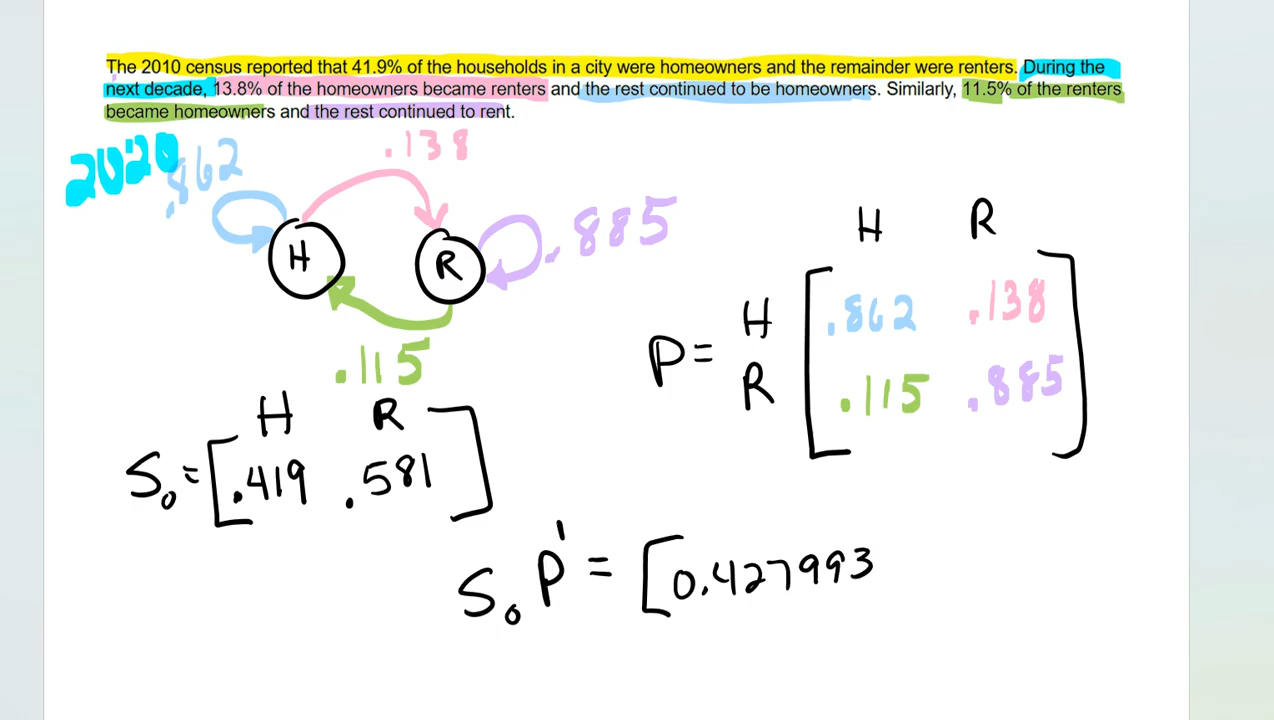 The 2010 census reported that 41.9% of the households in a city were homeowners and the remainder were renters. During the
next decade, 13.8% of the homeowners became renters and the rest continued to be homeowners. Similarly, 11.5% of the renters
became homeowners and the rest continued to rent.
2020 .862 .138
H R .885
.115
H R
P = H .862 .138
R .115 .885
H R
S₀ = [.419 .581]
S₀ P¹ = [0.427993